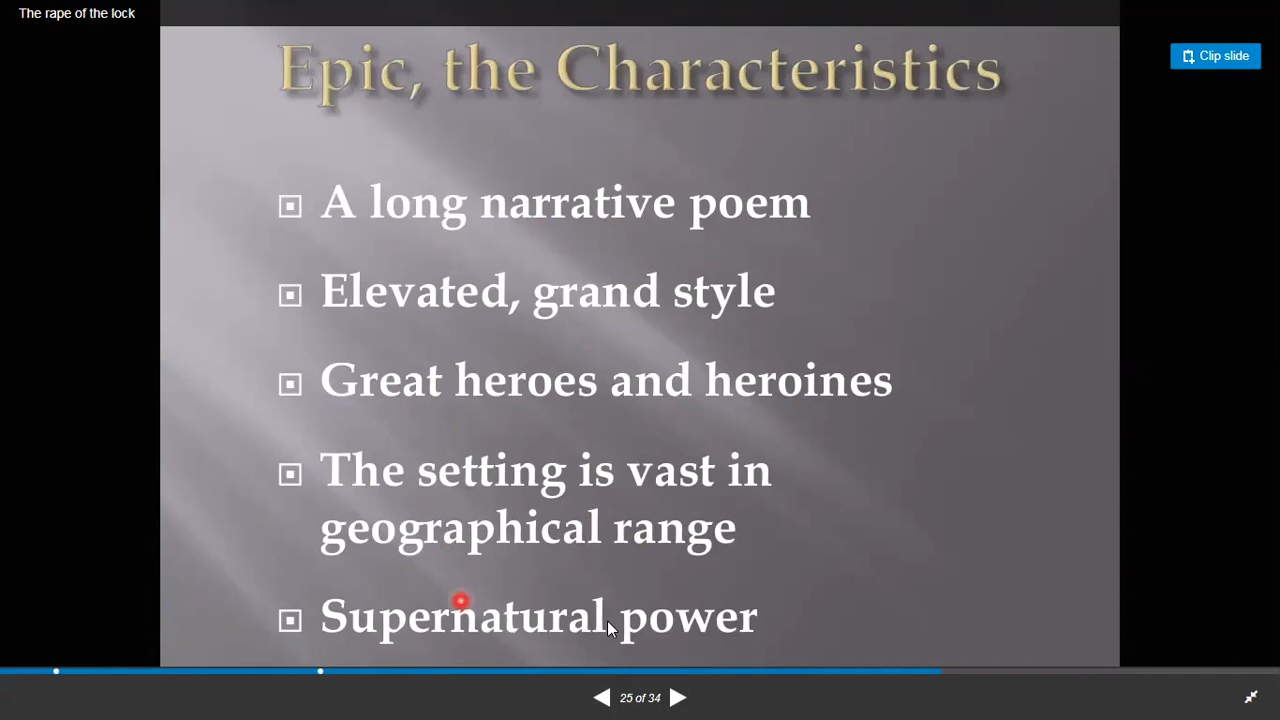 The rape of the lock
Clip slide
Epic, the Characteristics
A long narrative poem
Elevated, grand style
Great heroes and heroines
The setting is vast in
geographical range
Supernatural power
25 of 34